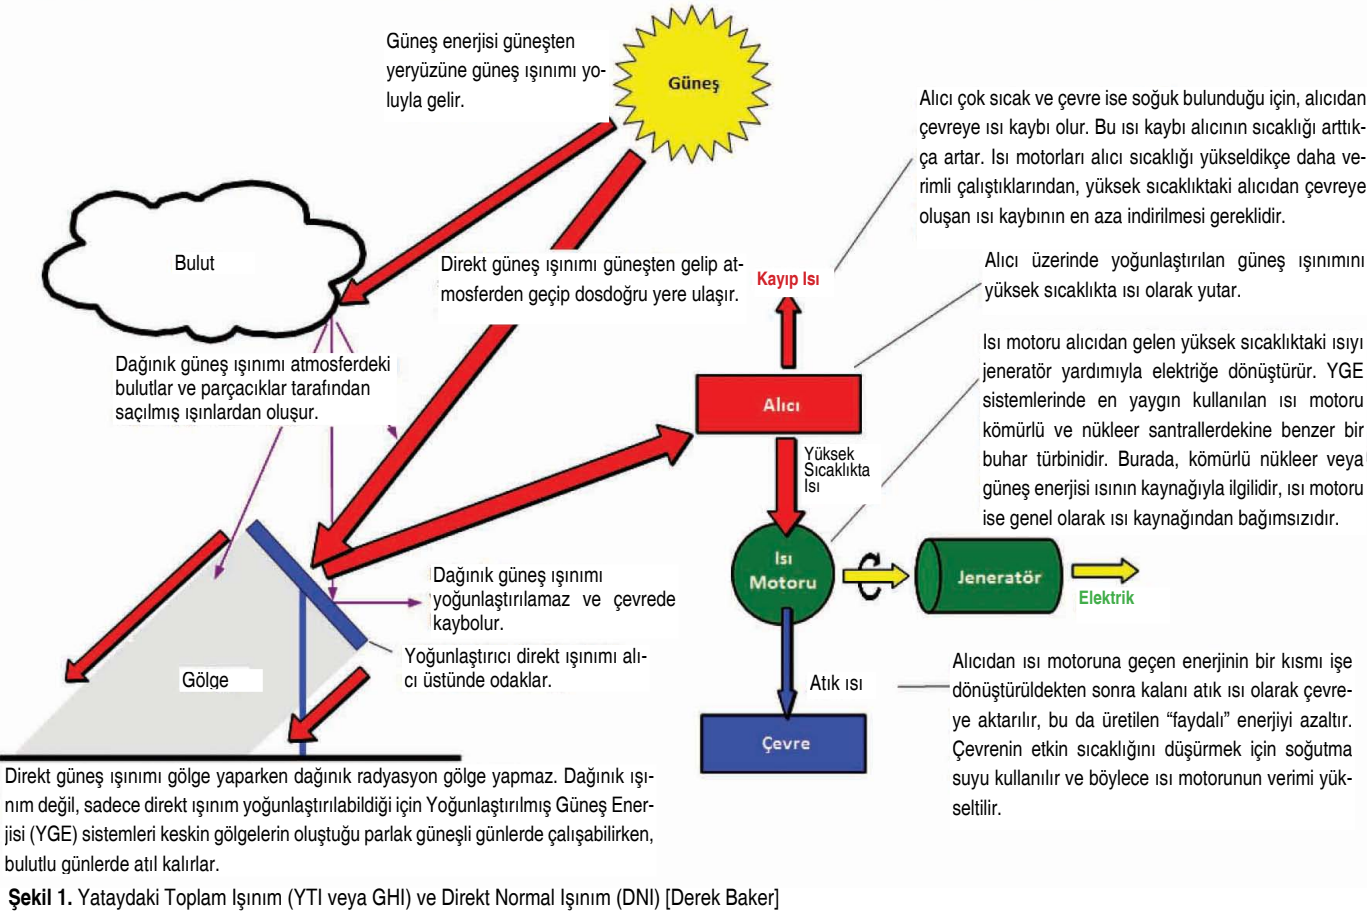 Güneş enerjisi güneşten
yeryüzüne güneş ışınımı yo-
luyla gelir.
Güneş
Alıcı çok sıcak ve çevre ise soğuk bulunduğu için, alıcıdan
çevreye ısı kaybı olur. Bu ısı kaybı alıcının sıcaklığı arttık-
ça artar. Isı motorları alıcı sıcaklığı yükseldikçe daha ve-
rimli çalıştıklarından, yüksek sıcaklıktaki alıcıdan çevreye
oluşan ısı kaybının en aza indirilmesi gereklidir.
Bulut
Direkt güneş ışınımı güneşten gelip at-
mosferden geçip dosdoğru yere ulaşır.
Kayıp Isı
Alıcı üzerinde yoğunlaştırılan güneş ışınımını
yüksek sıcaklıkta ısı olarak yutar.
Dağınık güneş ışınımı atmosferdeki
bulutlar ve parçacıklar tarafından
saçılmış ışınlardan oluşur.
Alıcı
Isı motoru alıcıdan gelen yüksek sıcaklıktaki ısıyı
jeneratör yardımıyla elektriğe dönüştürür. YGE
sistemlerinde en yaygın kullanılan ısı motoru
kömürlü ve nükleer santrallerdekine benzer bir
buhar türbinidir. Burada, kömürlü nükleer veya
güneş enerjisi ısının kaynağıyla ilgilidir, ısı motoru
ise genel olarak ısı kaynağından bağımsızıdır.
Yüksek
Sıcaklıkta
Isı
Isı
Motoru
Jeneratör
Elektrik
Dağınık güneş ışınımı
yoğunlaştırılamaz ve çevrede
kaybolur.
Yoğunlaştırıcı direkt ışınımı alı-
cı üstünde odaklar.
Gölge
Atık ısı
Çevre
Alıcıdan ısı motoruna geçen enerjinin bir kısmı işe
dönüştürüldekten sonra kalanı atık ısı olarak çevre-
ye aktarılır, bu da üretilen “faydalı” enerjiyi azaltır.
Çevrenin etkin sıcaklığını düşürmek için soğutma
suyu kullanılır ve böylece ısı motorunun verimi yük-
seltilir.
Direkt güneş ışınımı gölge yaparken dağınık radyasyon gölge yapmaz. Dağınık ışı-
nım değil, sadece direkt ışınım yoğunlaştırılabildiği için Yoğunlaştırılmış Güneş Ener-
jisi (YGE) sistemleri keskin gölgelerin oluştuğu parlak güneşli günlerde çalışabilirken,
bulutlu günlerde atıl kalırlar.
Şekil 1. Yataydaki Toplam Işınım (YTI veya GHI) ve Direkt Normal Işınım (DNI) [Derek Baker]